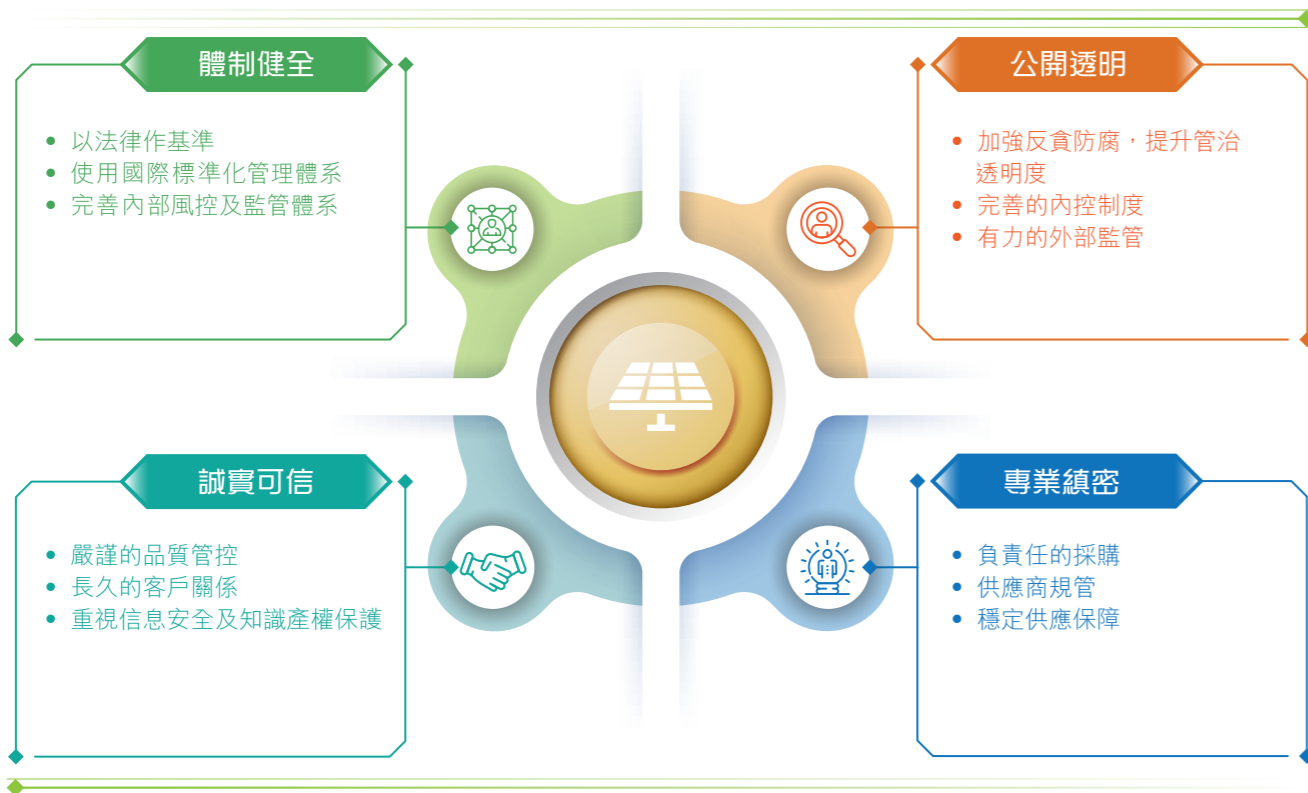 體制健全
以法律作基準
使用國際標準化管理體系
完善內部風控及監管體系
公開透明
加強反貪防腐，提升管治
透明度
完善的內控制度
有力的外部監管
誠實可信
嚴謹的品質管控
長久的客戶關係
重視信息安全及知識產權保護
專業縝密
負責任的採購
供應商規管
穩定供應保障